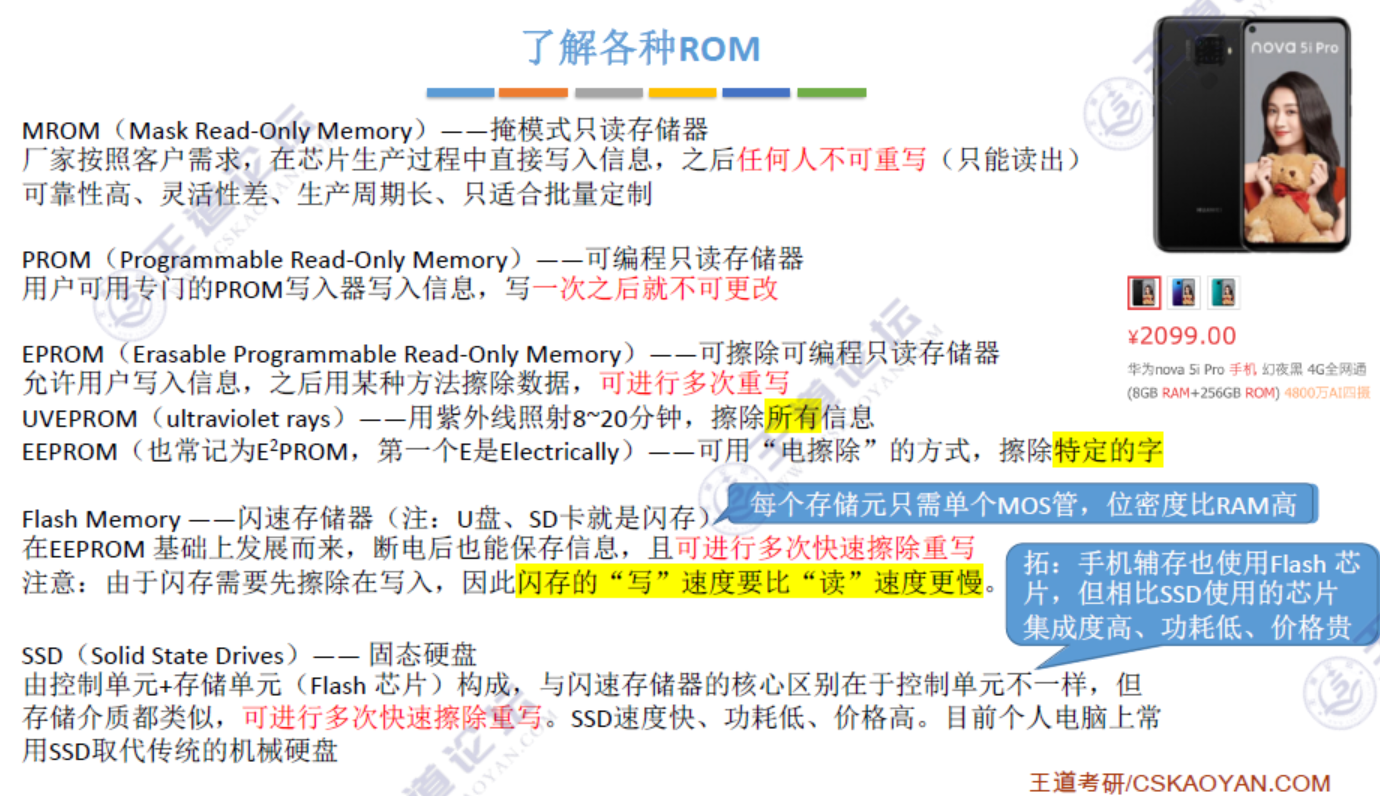 了解各种ROM
MROM（Mask Read-Only Memory）——掩模式只读存储器
厂家按照客户需求，在芯片生产过程中直接写入信息，之后任何人不可重写（只能读出）
可靠性高、灵活性差、生产周期长、只适合批量定制
PROM（Programmable Read-Only Memory）——可编程只读存储器
用户可用专门的PROM写入器写入信息，写一次之后就不可更改
EPROM（Erasable Programmable Read-Only Memory）——可擦除可编程只读存储器
允许用户写入信息，之后用某种方法擦除数据，可进行多次重写
UVEPROM（ultraviolet rays）——用紫外线照射8~20分钟，擦除所有信息
EEPROM（也常记为E²PROM，第一个E是Electrically）——可用“电擦除”的方式，擦除特定的字
每个存储元只需单个MOS管，位密度比RAM高
Flash Memory ——闪速存储器（注：U盘、SD卡就是闪存）
在EEPROM 基础上发展而来，断电后也能保存信息，且可进行多次快速擦除重写
注意：由于闪存需要先擦除在写入，因此闪存的“写”速度要比“读”速度更慢。
拓：手机辅存也使用Flash 芯
片，但相比SSD使用的芯片
集成度高、功耗低、价格贵
SSD（Solid State Drives）—— 固态硬盘
由控制单元+存储单元（Flash 芯片）构成，与闪速存储器的核心区别在于控制单元不一样，但
存储介质都类似，可进行多次快速擦除重写。SSD速度快、功耗低、价格高。目前个人电脑上常
用SSD取代传统的机械硬盘
nova 5i Pro
¥2099.00
华为nova 5i Pro 手机 幻夜黑 4G全网通
(8GB RAM+256GB ROM) 4800万AI四摄
王道考研/CSKAOYAN.COM
王道论坛
CSKAOYAN.COM